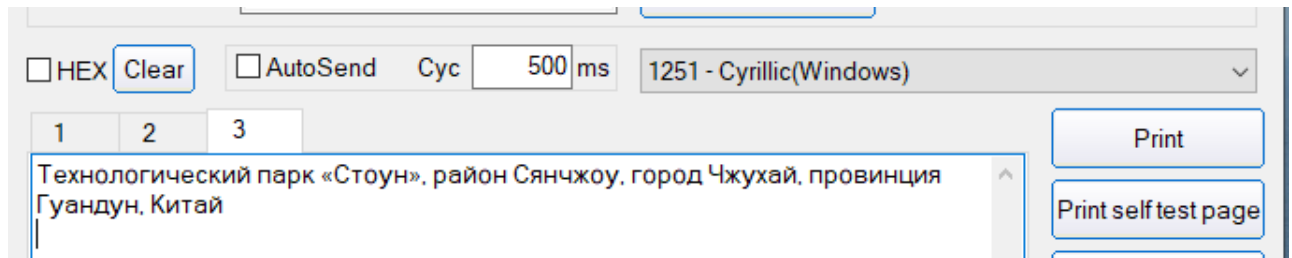 HEX Clear AutoSend Cyc 500 ms 1251 - Cyrillic(Windows)
1 2 3
Print
Технологический парк «Стоун», район Сянчжоу, город Чжухай, провинция
Гуандун, Китай
Print self test page